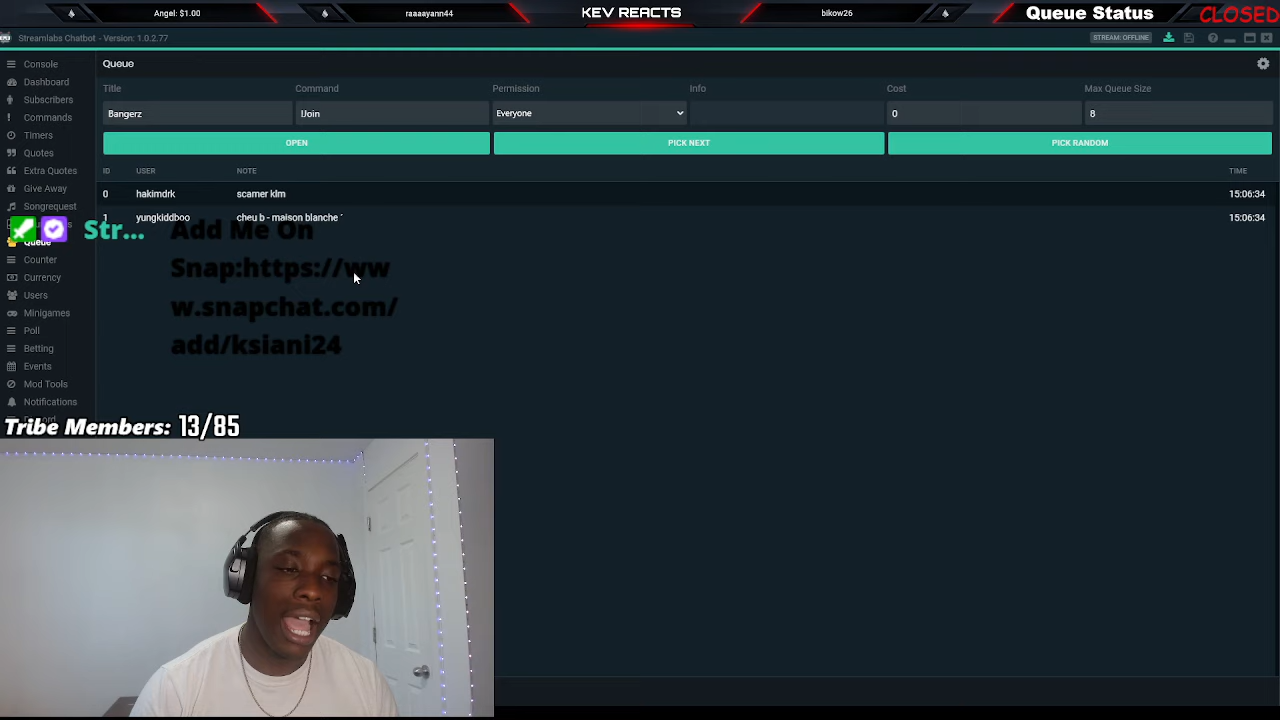 Angel: $1.00
raaaayann44
KEV REACTS
bikow26
Queue Status
CLOSED
Streamlabs Chatbot - Version: 1.0.2.77
STREAM: OFFLINE
Console
Dashboard
Subscribers
Commands
Timers
Quotes
Extra Quotes
Give Away
Songrequest
Queue
Counter
Currency
Users
Minigames
Poll
Betting
Events
Mod Tools
Notifications
Queue
Title Command Permission Info Cost Max Queue Size
Bangerz !Join Everyone 0 8
OPEN PICK NEXT PICK RANDOM
ID USER NOTE TIME
0 hakimdrk scamer klm 15:06:34
1 yungkiddboo cheu b - maison blanche 15:06:34
Str... Add Me On
Snap:https://ww
w.snapchat.com/
add/ksiani24
Tribe Members: 13/85